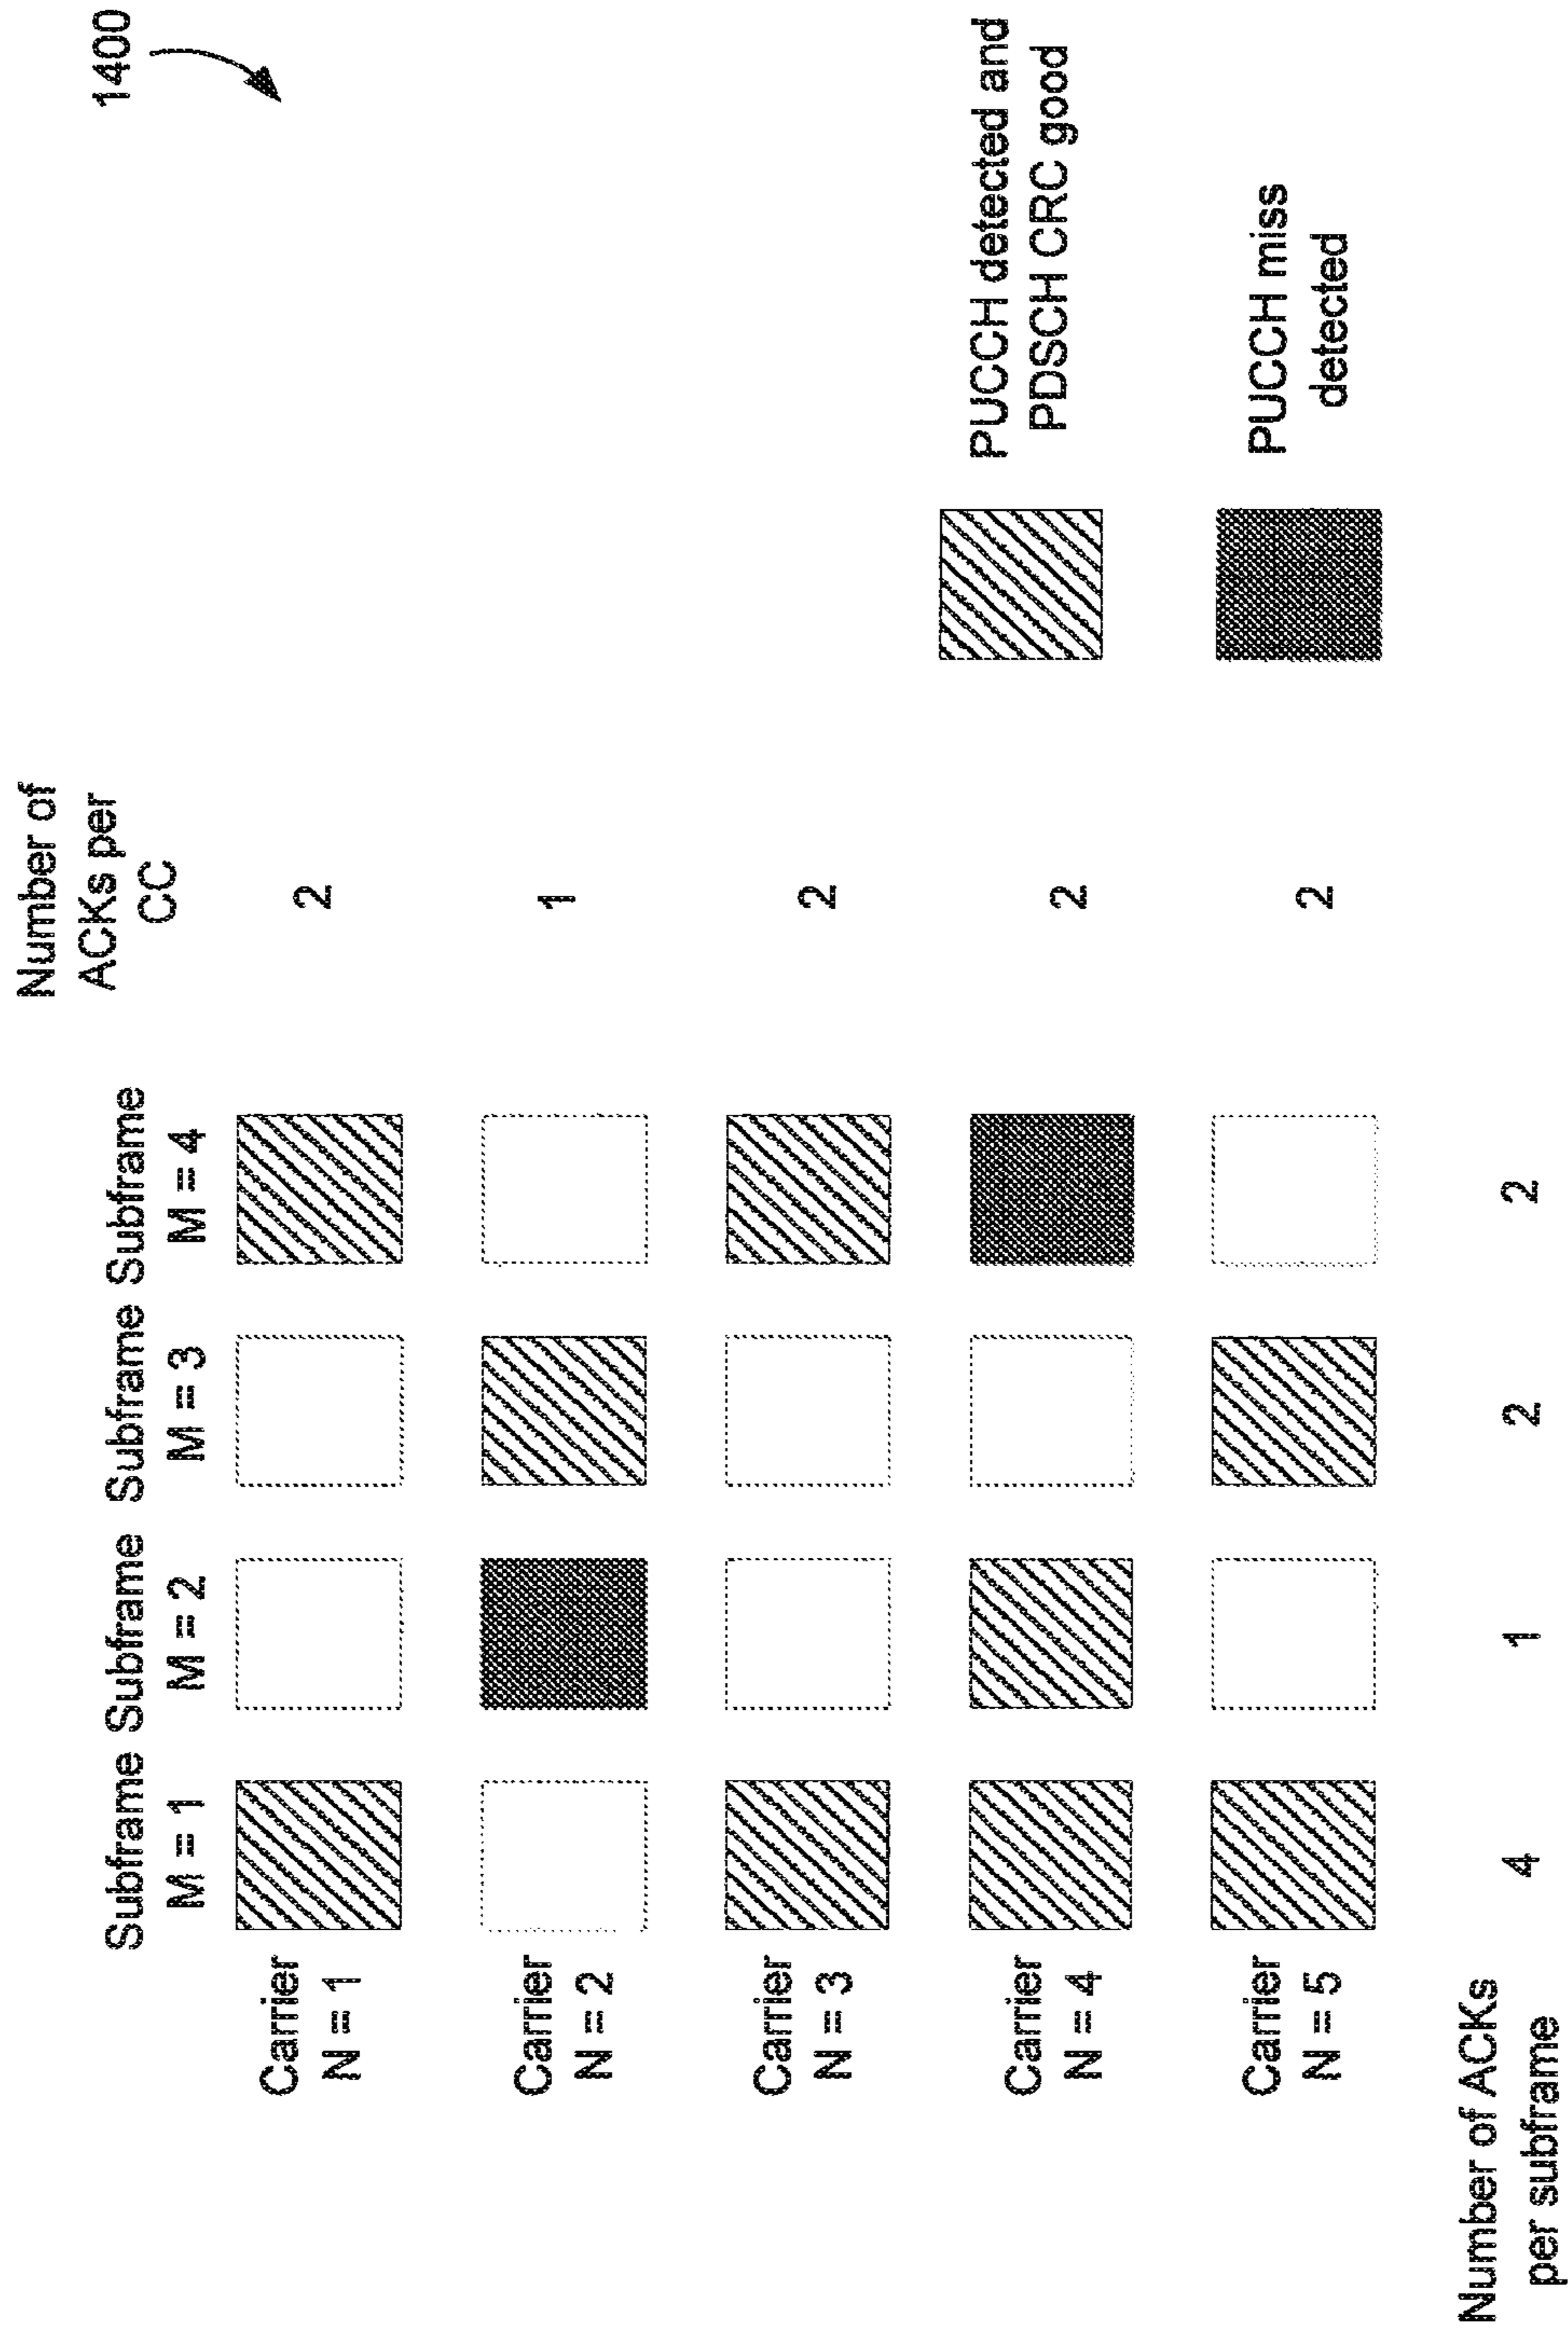 1400
Number of
ACKs per
CC
Subframe Subframe Subframe Subframe
M = 1 M = 2 M = 3 M = 4
Carrier
N = 1
2
Carrier
N = 2
1
Carrier
N = 3
2
Carrier
N = 4
2
Carrier
N = 5
2
Number of ACKs
per subframe
4 1 2 2
PUCCH detected and
PDSCH CRC good
PUCCH miss
detected